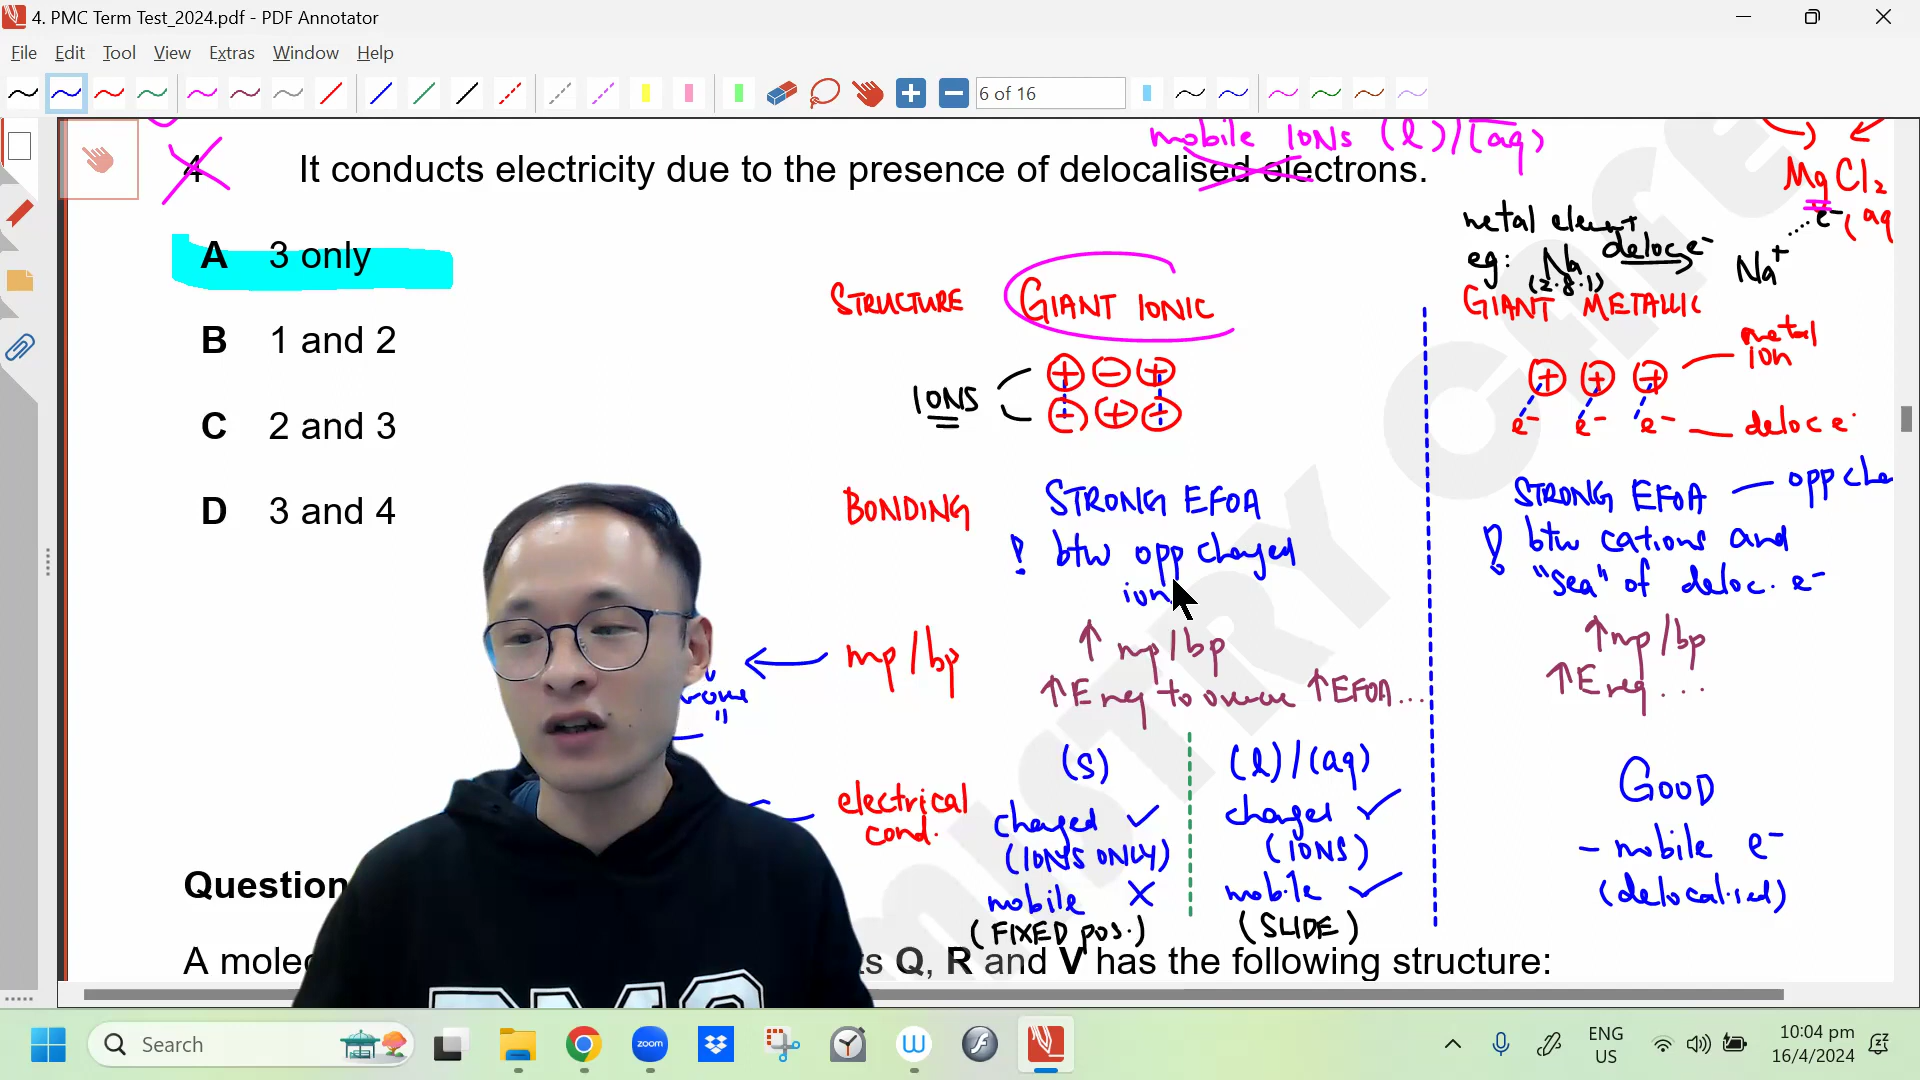 4. PMC Term Test_2024.pdf - PDF Annotator
File Edit Tool View Extras Window Help
6 of 16
mobile IONs (l)/(aq)
4 It conducts electricity due to the presence of delocalised electrons.
MgCl2
(aq
A 3 only
B 1 and 2
C 2 and 3
D 3 and 4
metal element
eg: Na deloc e-
(2.8.1)
Na+ e-
STRUCTURE GIANT IONIC GIANT METALLIC
IONS
+ - +
- + -
+ + +
e- e- e-
metal
ion
deloc e-
BONDING STRONG EFOA
! btw opp charged
ion
STRONG EFOA — opp cha
! btw cations and
"sea" of deloc. e-
mp/bp
↑ mp/bp
↑E req to overcome ↑EFOA...
↑mp/bp
↑E req...
electrical
cond.
(s)
charged ✓
(IONS ONLY)
mobile X
(FIXED pos.)
(l)/(aq)
charges ✓
(IONS)
mobile ✓
(SLIDE)
GOOD
- mobile e-
(delocalised)
Question
A molec
ts Q, R and V has the following structure:
Search
zoom
ENG
US
10:04 pm
16/4/2024